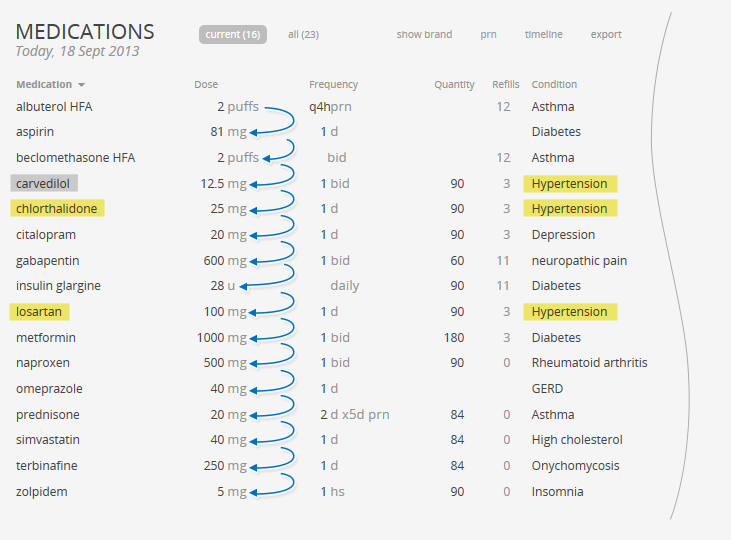 MEDICATIONS current (16) all (23) show brand prn timeline export
Today, 18 Sept 2013
Medication Dose Frequency Quantity Refills Condition
albuterol HFA 2 puffs q4hprn 12 Asthma
aspirin 81 mg 1 d Diabetes
beclomethasone HFA 2 puffs bid 12 Asthma
carvedilol 12.5 mg 1 bid 90 3 Hypertension
chlorthalidone 25 mg 1 d 90 3 Hypertension
citalopram 20 mg 1 d 90 3 Depression
gabapentin 600 mg 1 bid 60 11 neuropathic pain
insulin glargine 28 u daily 90 11 Diabetes
losartan 100 mg 1 d 90 3 Hypertension
metformin 1000 mg 1 bid 180 3 Diabetes
naproxen 500 mg 1 bid 90 0 Rheumatoid arthritis
omeprazole 40 mg 1 d GERD
prednisone 20 mg 2 d x5d prn 84 0 Asthma
simvastatin 40 mg 1 d 84 0 High cholesterol
terbinafine 250 mg 1 d 84 0 Onychomycosis
zolpidem 5 mg 1 hs 90 0 Insomnia